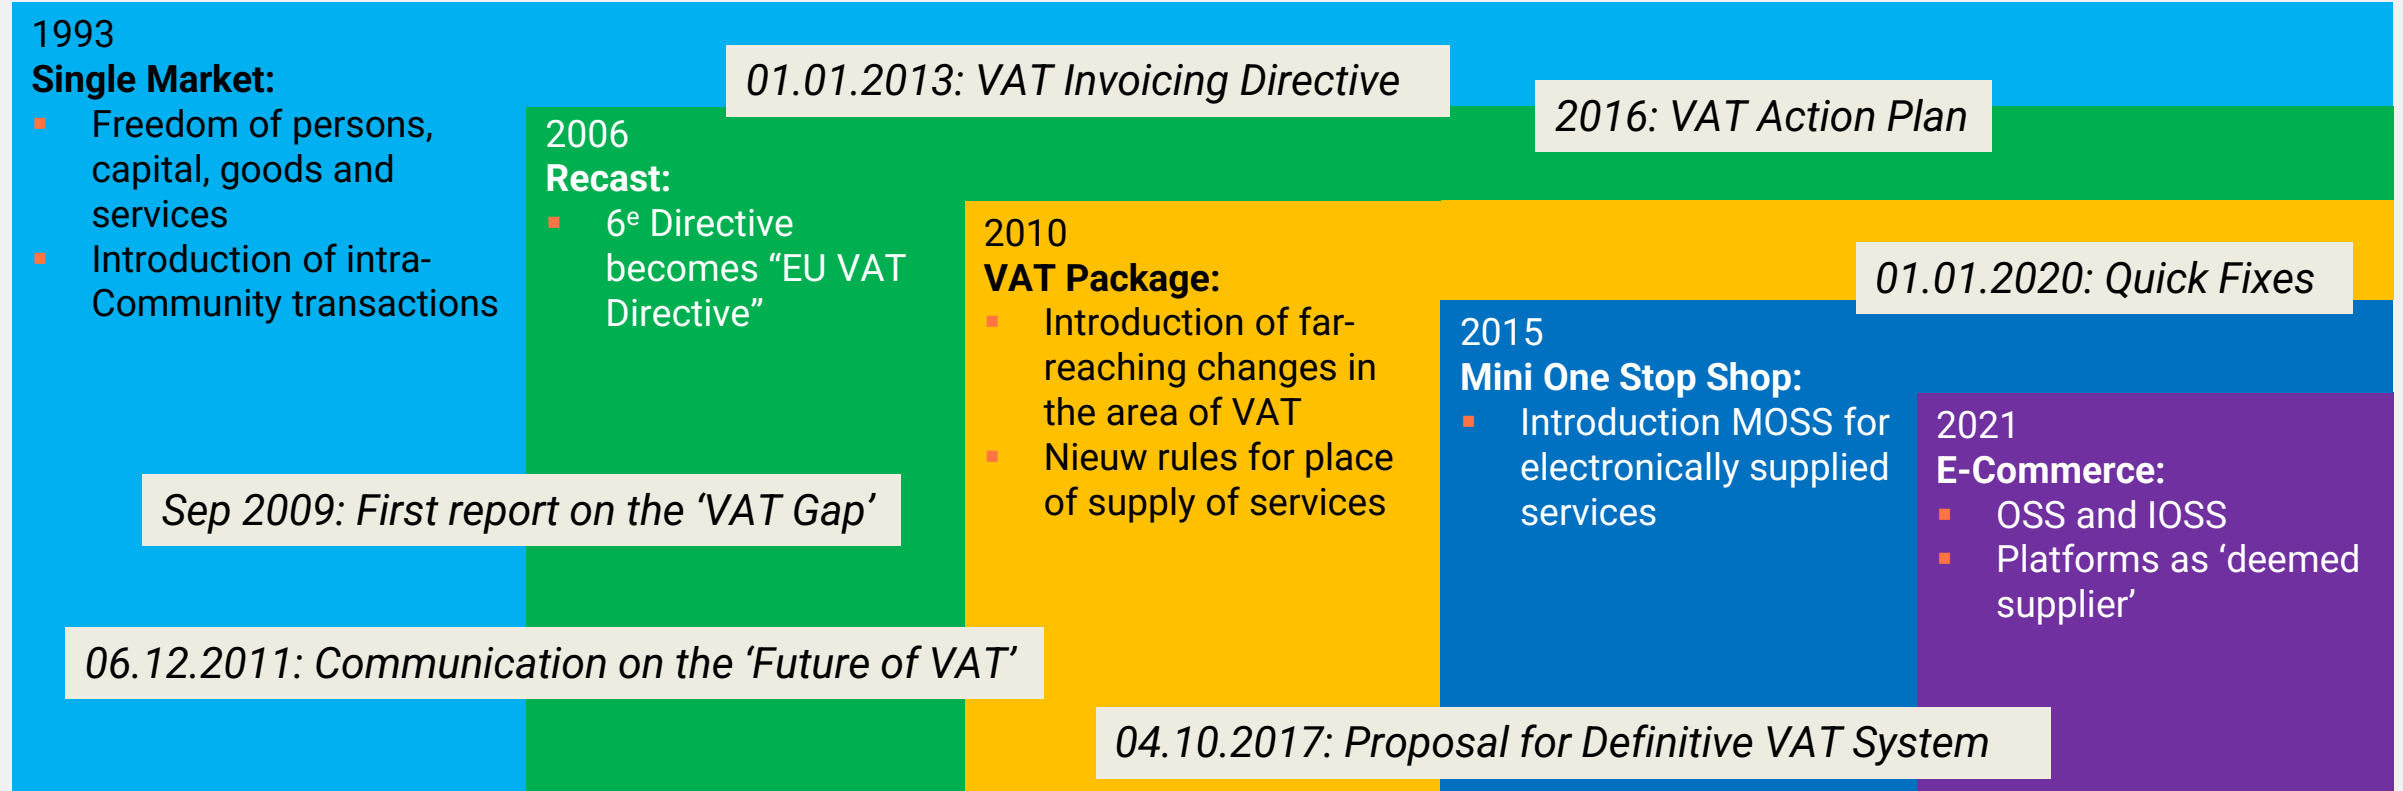 1993
Single Market:
▪ Freedom of persons,
capital, goods and
services
▪ Introduction of intra-
Community transactions
01.01.2013: VAT Invoicing Directive
2016: VAT Action Plan
2006
Recast:
▪ 6ᵉ Directive
becomes “EU VAT
Directive”
2010
VAT Package:
▪ Introduction of far-
reaching changes in
the area of VAT
▪ Nieuw rules for place
of supply of services
01.01.2020: Quick Fixes
2015
Mini One Stop Shop:
▪ Introduction MOSS for
electronically supplied
services
2021
E-Commerce:
▪ OSS and IOSS
▪ Platforms as ‘deemed
supplier’
Sep 2009: First report on the ‘VAT Gap’
06.12.2011: Communication on the ‘Future of VAT’
04.10.2017: Proposal for Definitive VAT System